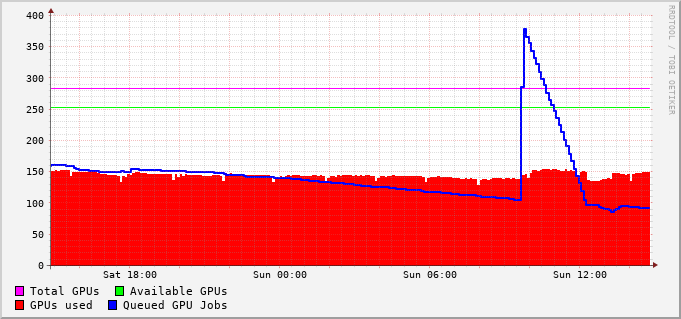 400
350
300
250
200
150
100
50
0
Sat 18:00 Sun 00:00 Sun 06:00 Sun 12:00
Total GPUs Available GPUs
GPUs used Queued GPU Jobs
RRDTOOL / TOBI OETIKER